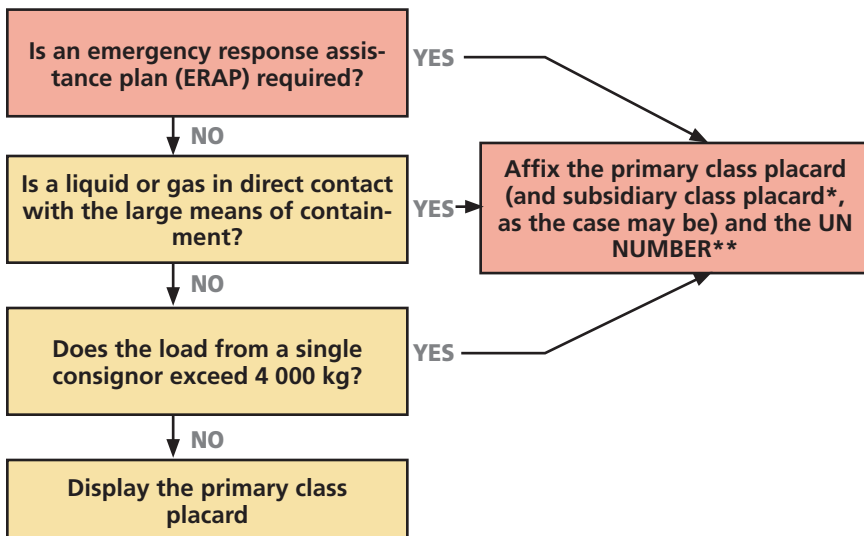 Is an emergency response assis-
tance plan (ERAP) required?
YES
NO
Is a liquid or gas in direct contact
with the large means of contain-
ment?
YES
Affix the primary class placard
(and subsidiary class placard*,
as the case may be) and the UN
NUMBER**
NO
Does the load from a single
consignor exceed 4 000 kg?
YES
NO
Display the primary class
placard